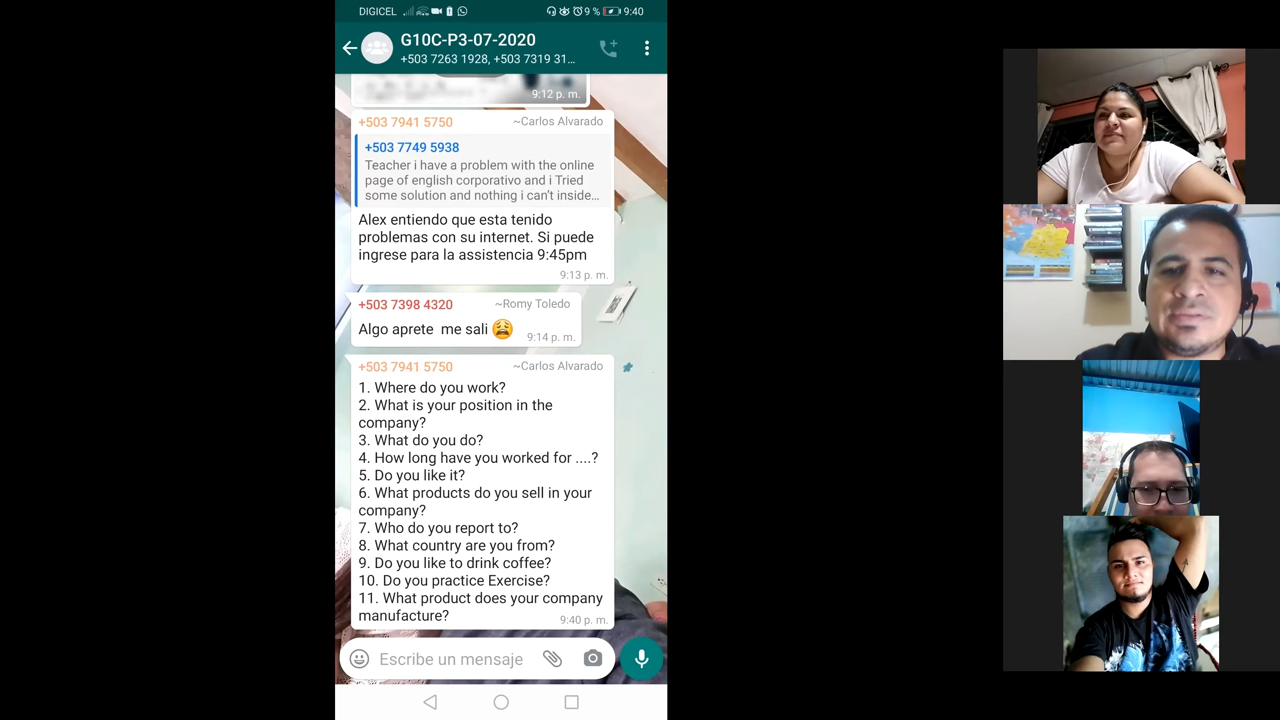 DIGICEL
9 %
9:40
G10C-P3-07-2020
+503 7263 1928, +503 7319 31...
9:12 p. m.
+503 7941 5750 ~Carlos Alvarado
+503 7749 5938
Teacher i have a problem with the online
page of english corporativo and i Tried
some solution and nothing i can't inside...
Alex entiendo que esta tenido
problemas con su internet. Si puede
ingrese para la assistencia 9:45pm
9:13 p. m.
+503 7398 4320 ~Romy Toledo
Algo aprete me sali 😩
9:14 p. m.
+503 7941 5750 ~Carlos Alvarado
1. Where do you work?
2. What is your position in the
company?
3. What do you do?
4. How long have you worked for ....?
5. Do you like it?
6. What products do you sell in your
company?
7. Who do you report to?
8. What country are you from?
9. Do you like to drink coffee?
10. Do you practice Exercise?
11. What product does your company
manufacture?
9:40 p. m.
Escribe un mensaje